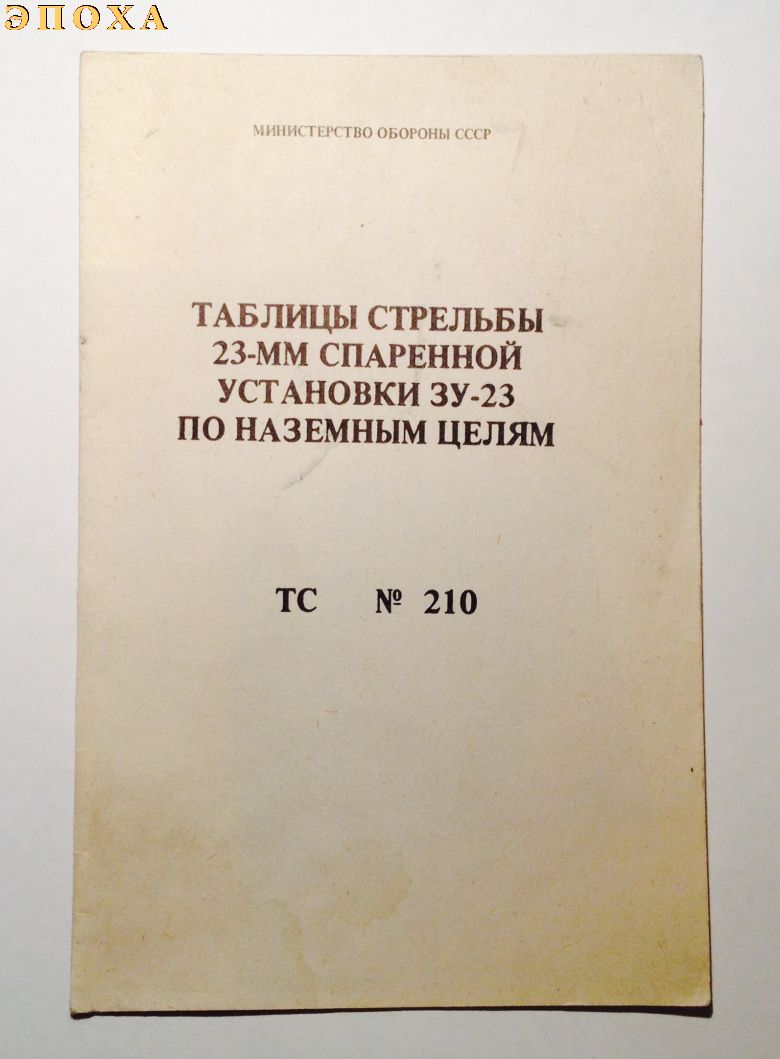 ЭПОХА
МИНИСТЕРСТВО ОБОРОНЫ СССР
ТАБЛИЦЫ СТРЕЛЬБЫ
23-ММ СПАРЕННОЙ
УСТАНОВКИ ЗУ-23
ПО НАЗЕМНЫМ ЦЕЛЯМ
ТС № 210